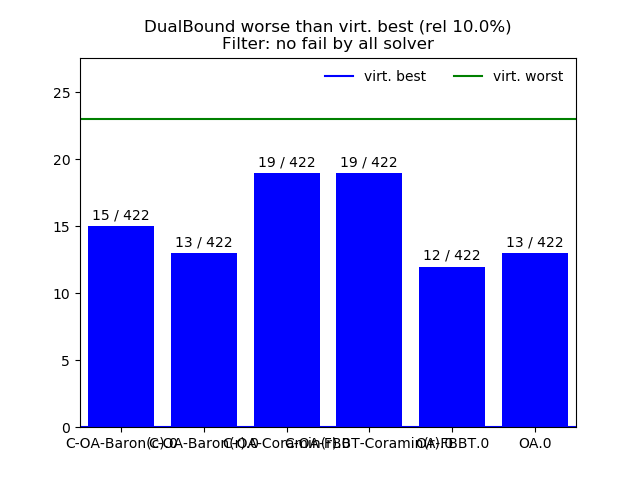 DualBound worse than virt. best (rel 10.0%)
Filter: no fail by all solver
virt. best
virt. worst
25
20
15
10
5
0
15 / 422
13 / 422
19 / 422
19 / 422
12 / 422
13 / 422
OA.0